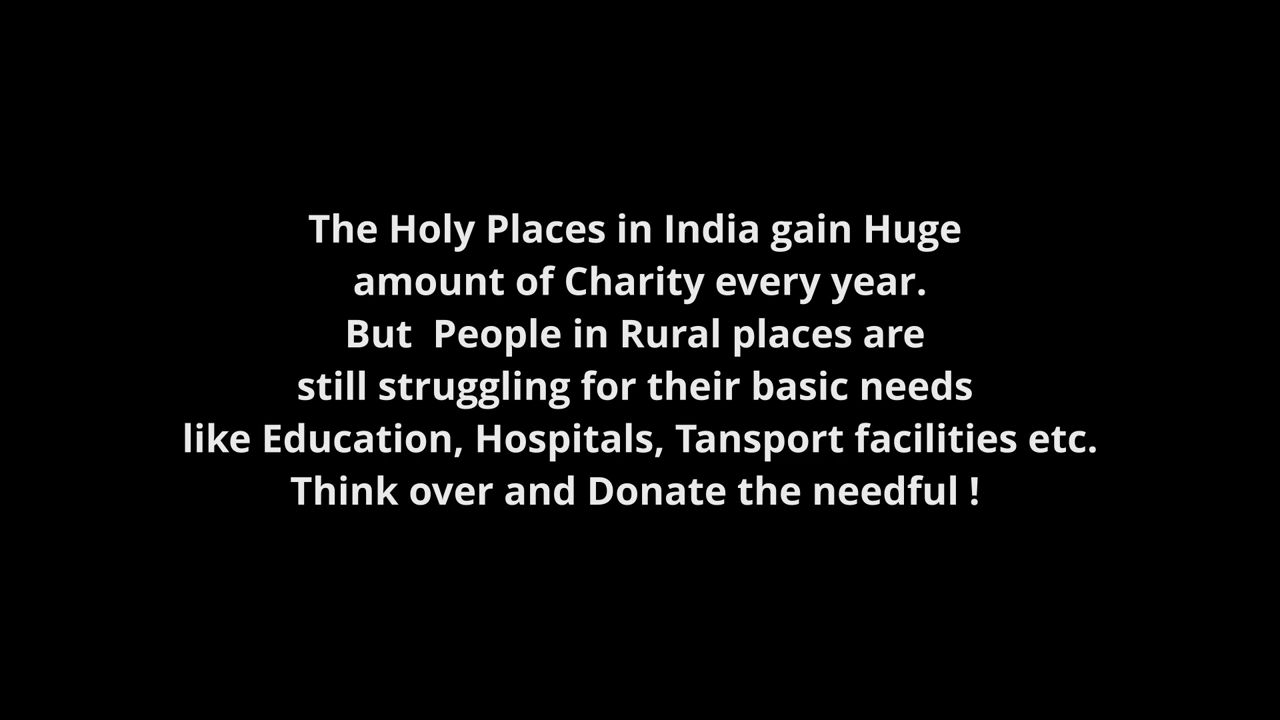 The Holy Places in India gain Huge
amount of Charity every year.
But  People in Rural places are
still struggling for their basic needs
like Education, Hospitals, Tansport facilities etc.
Think over and Donate the needful !